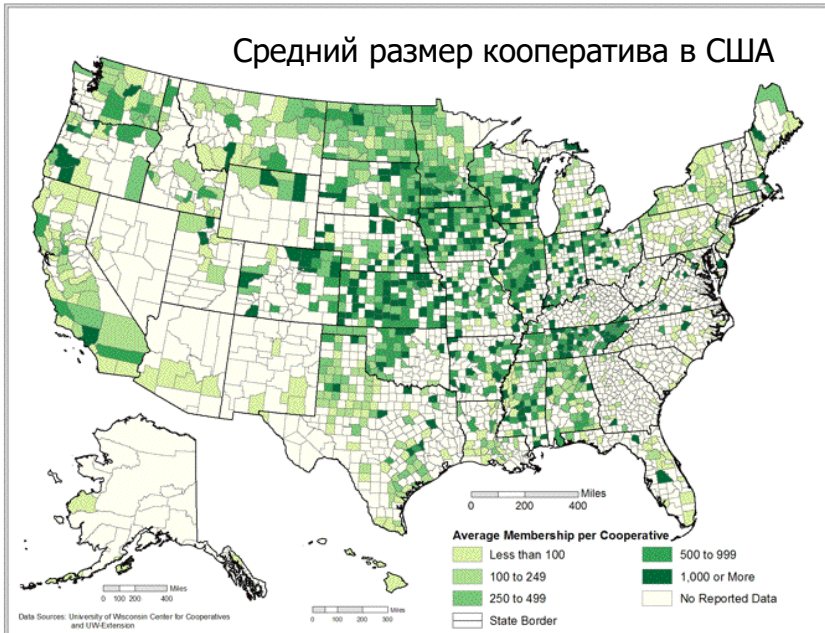 Средний размер кооператива в США
Miles
0 100 200 400
Average Membership per Cooperative
Less than 100
500 to 999
100 to 249
1,000 or More
250 to 499
No Reported Data
State Border
Miles
0 100 200 400
Miles
0 50 100 200 300
Data Sources: University of Wisconsin Center for Cooperatives
and UW-Extension